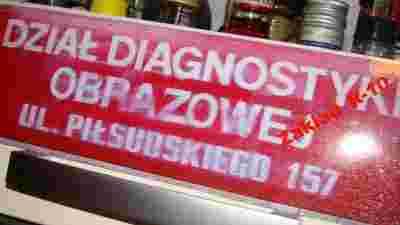 DZIAŁ DIAGNOSTYKI
OBRAZOWEJ
UL. PIŁSUDSKIEGO 157